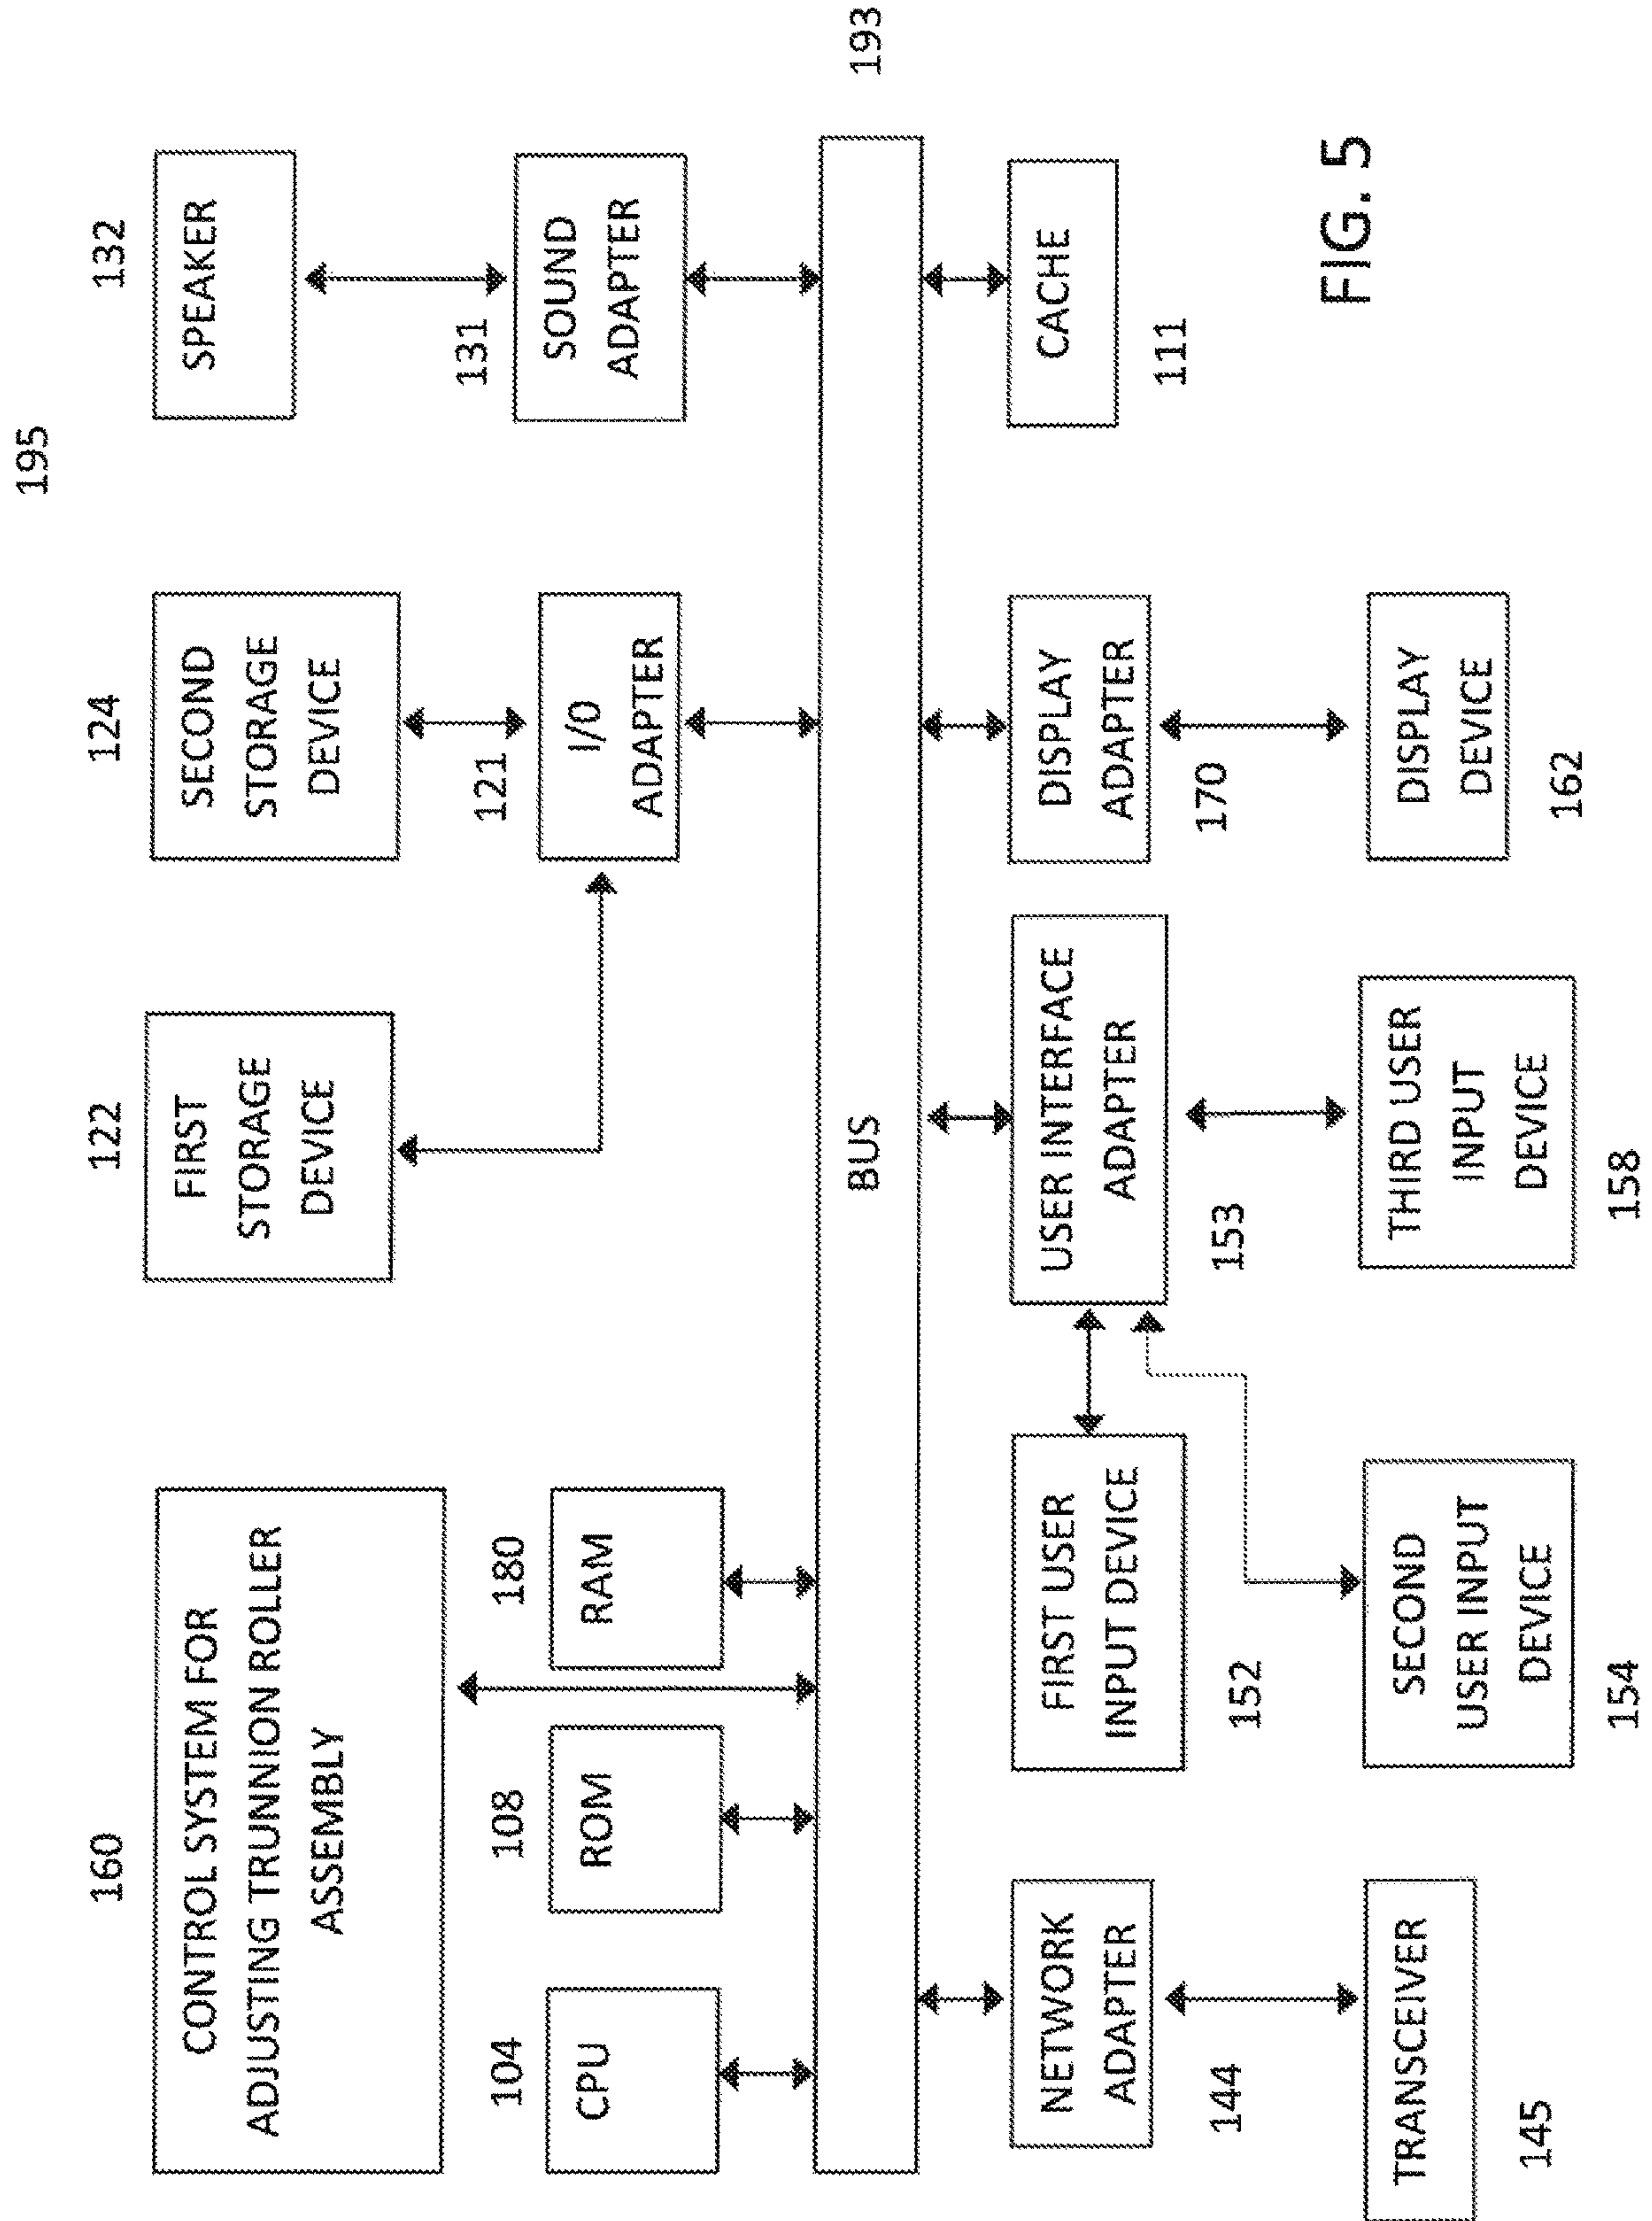 195
160
CONTROL SYSTEM FOR
ADJUSTING TRUNNION ROLLER
ASSEMBLY
122
FIRST
STORAGE
DEVICE
124
SECOND
STORAGE
DEVICE
132
SPEAKER
104
CPU
108
ROM
180
RAM
121
I/O
ADAPTER
131
SOUND
ADAPTER
BUS
193
NETWORK
ADAPTER
144
FIRST USER
INPUT DEVICE
152
USER INTERFACE
ADAPTER
153
DISPLAY
ADAPTER
170
CACHE
111
TRANSCEIVER
145
SECOND
USER INPUT
DEVICE
154
THIRD USER
INPUT
DEVICE
158
DISPLAY
DEVICE
162
FIG. 5